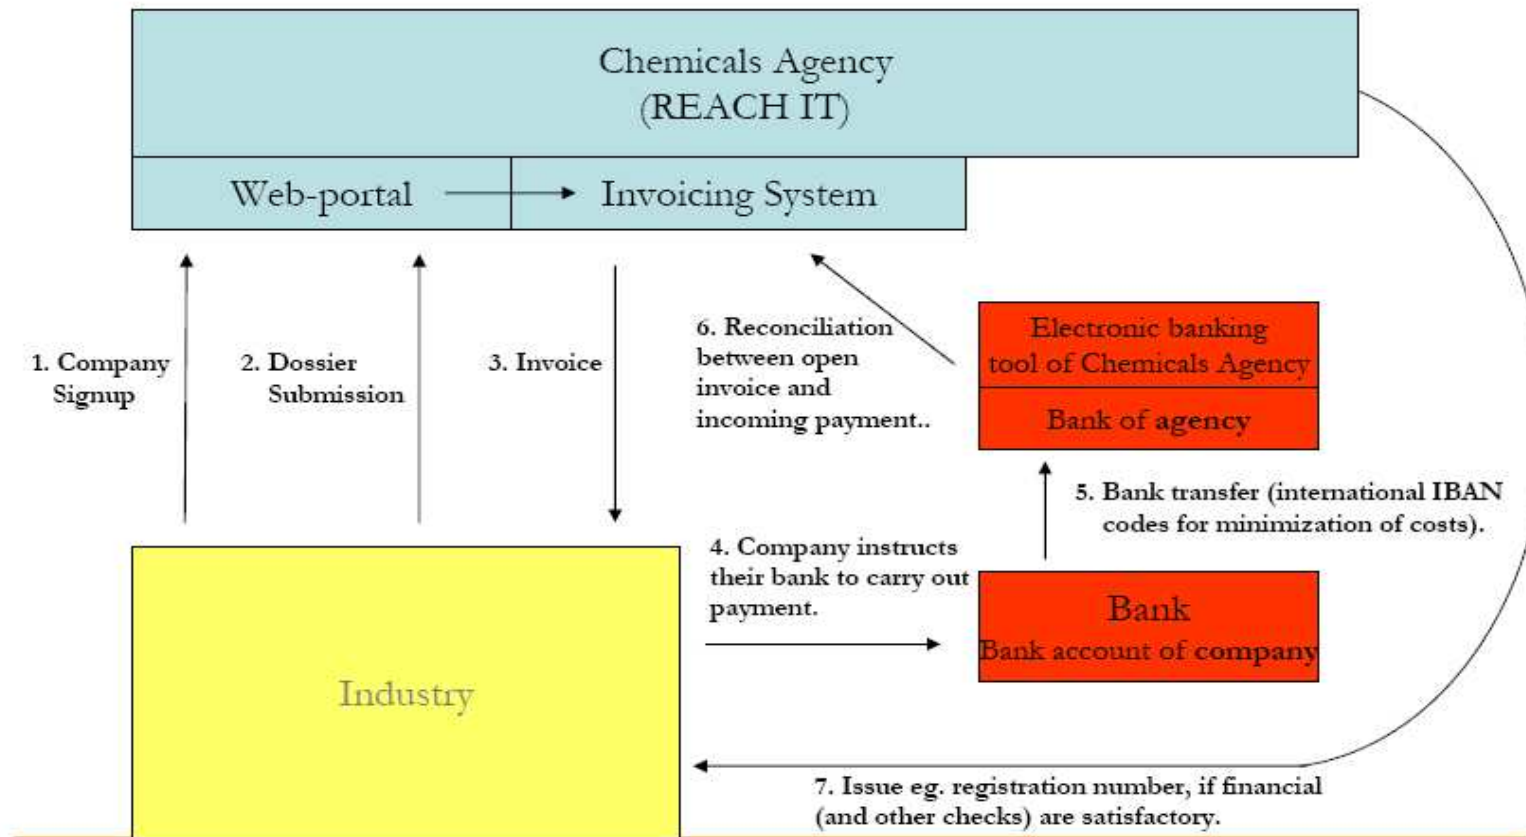 Chemicals Agency
(REACH IT)
Web-portal
Invoicing System
1. Company
Signup
2. Dossier
Submission
3. Invoice
6. Reconciliation
between open
invoice and
incoming payment..
Electronic banking
tool of Chemicals Agency
Bank of agency
5. Bank transfer (international IBAN
codes for minimization of costs).
4. Company instructs
their bank to carry out
payment.
Bank
Bank account of company
Industry
7. Issue eg. registration number, if financial
(and other checks) are satisfactory.